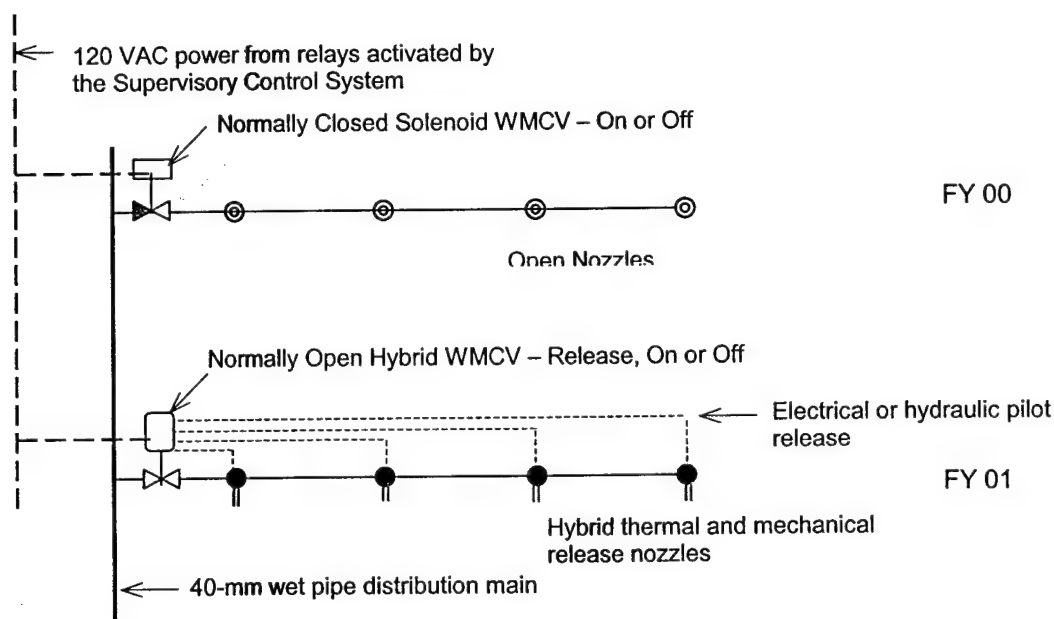 120 VAC power from relays activated by
the Supervisory Control System
Normally Closed Solenoid WMCV – On or Off
FY 00
Open Nozzles
Normally Open Hybrid WMCV – Release, On or Off
Electrical or hydraulic pilot
release
FY 01
Hybrid thermal and mechanical
release nozzles
40-mm wet pipe distribution main